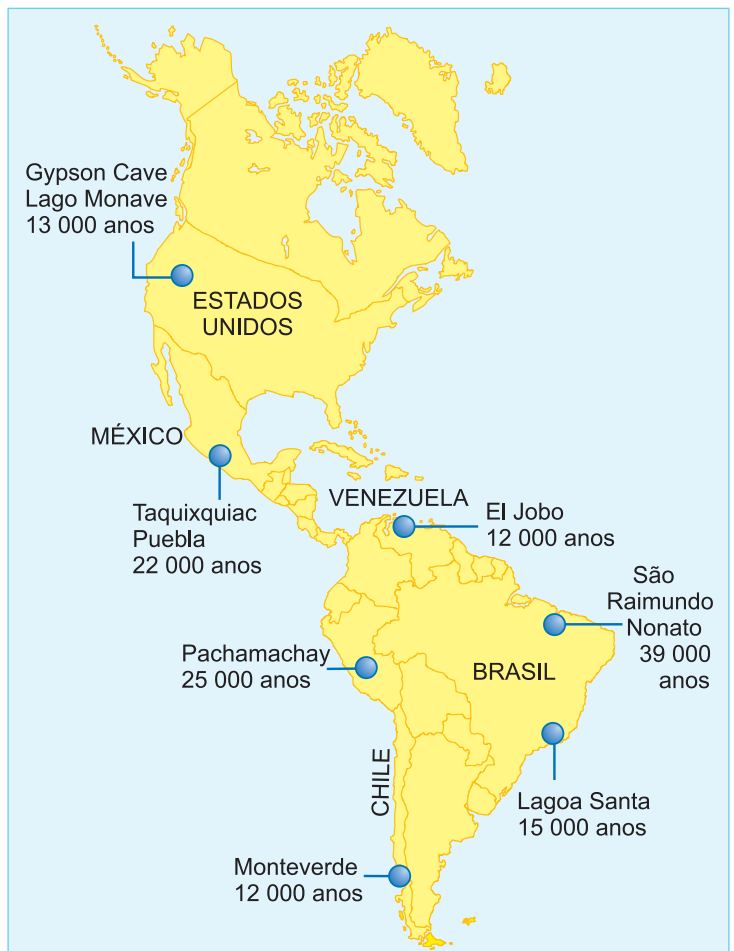 Gypson Cave
Lago Monave
13 000 anos
ESTADOS
UNIDOS
MÉXICO
Taquixquiac
Puebla
22 000 anos
VENEZUELA
El Jobo
12 000 anos
São
Raimundo
Nonato
39 000
anos
Pachamachay
25 000 anos
BRASIL
CHILE
Lagoa Santa
15 000 anos
Monteverde
12 000 anos